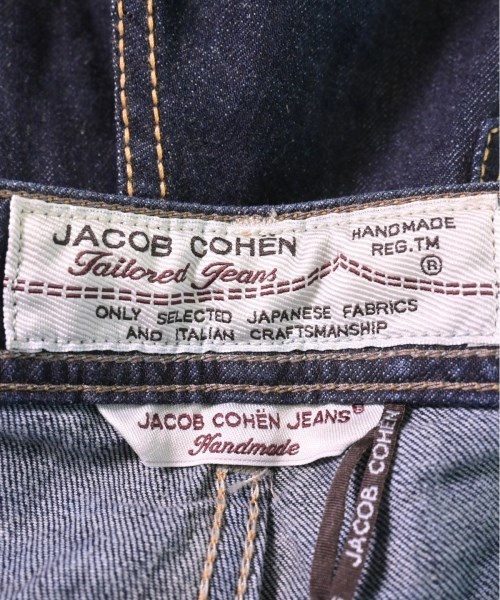 JACOB COHËN
Tailored Jeans
HANDMADE
REG.TM
®
ONLY SELECTED JAPANESE FABRICS
AND ITALIAN CRAFTSMANSHIP
JACOB COHËN JEANS®
Handmade
JACOB COHËN